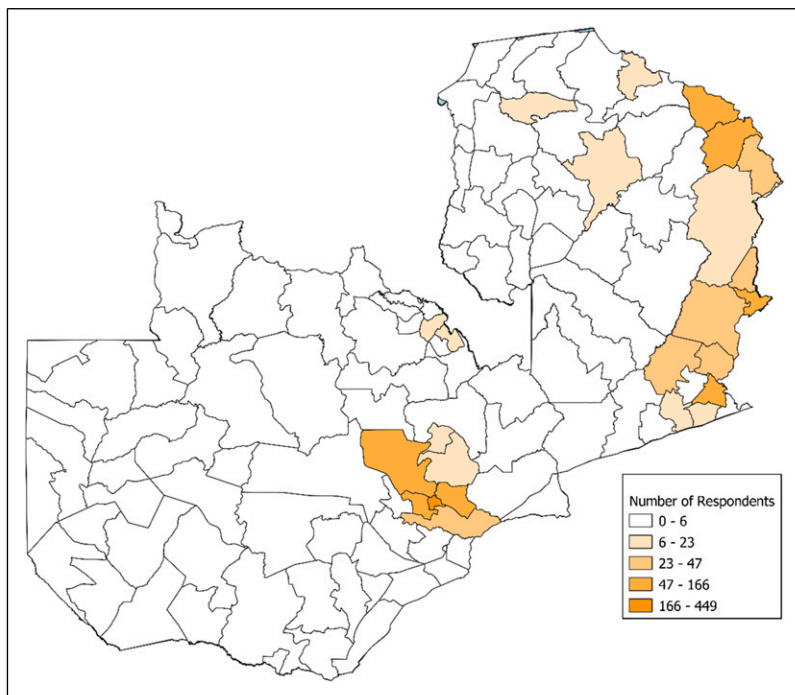 Number of Respondents
0 - 6
6 - 23
23 - 47
47 - 166
166 - 449